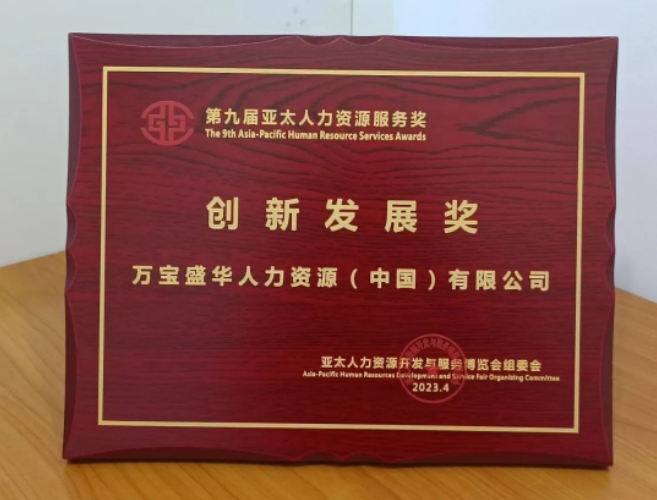 第九届亚太人力资源服务奖
The 9th Asia-Pacific Human Resource Services Awards
创新发展奖
万宝盛华人力资源（中国）有限公司
亚太人力资源开发与服务博览会组委会
Asia-Pacific Human Resources Development and Service Fair Organizing Committee
2023.4